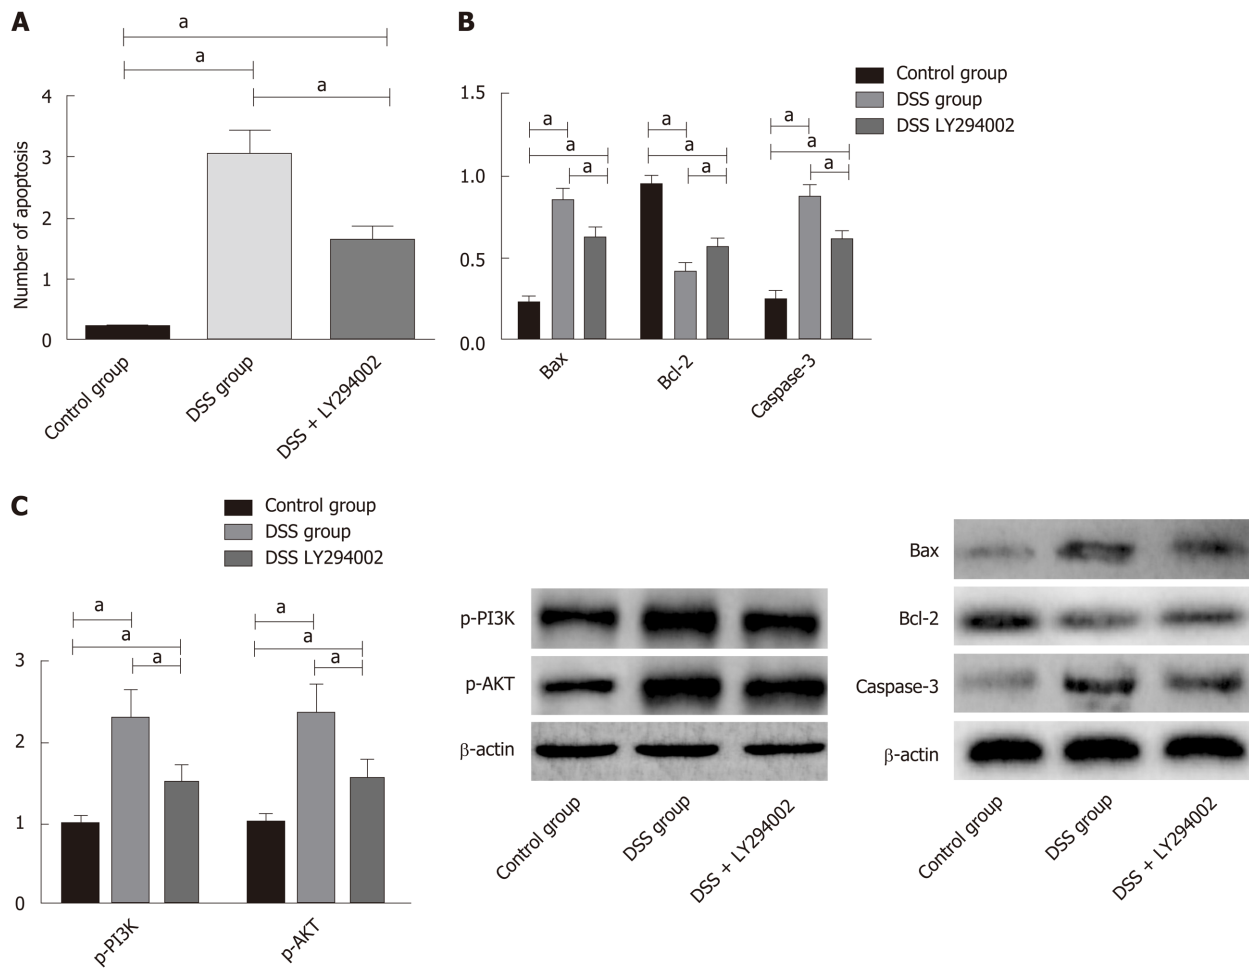 A
a
a
a
4
3
2
1
0
Number of apoptosis
Control group
DSS group
DSS + LY294002
B
Control group
DSS group
DSS LY294002
1.5
1.0
0.5
0.0
a
a
a
a
a
a
a
a
a
Bax
Bcl-2
Caspase-3
C
Control group
DSS group
DSS LY294002
a
a
a
a
a
a
3
2
1
0
p-PI3K
p-AKT
p-PI3K
p-AKT
β-actin
Control group
DSS group
DSS + LY294002
Bax
Bcl-2
Caspase-3
β-actin
Control group
DSS group
DSS + LY294002